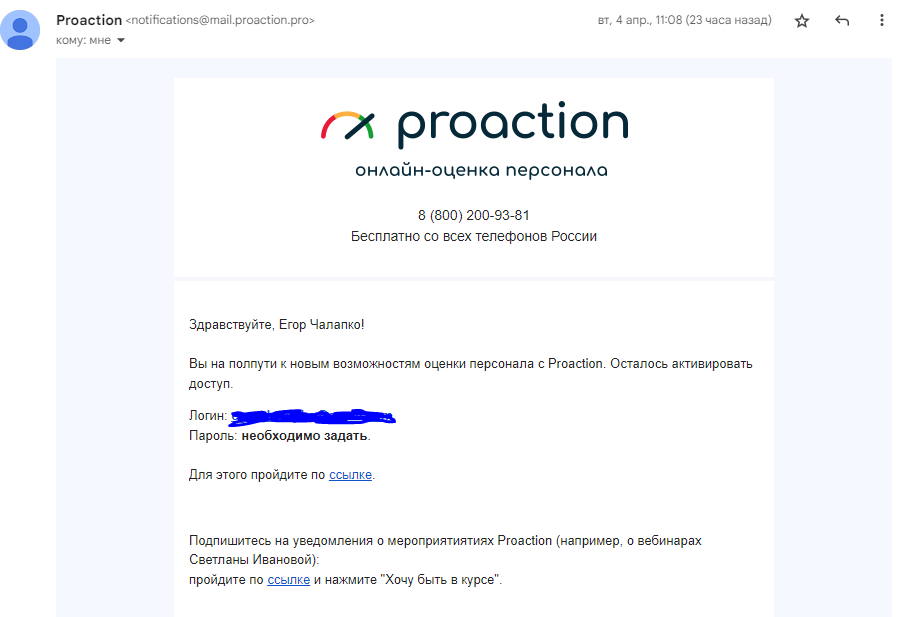 Proaction <notifications@mail.proaction.pro>
вт, 4 апр., 11:08 (23 часа назад)
кому: мне
proaction
онлайн-оценка персонала
8 (800) 200-93-81
Бесплатно со всех телефонов России
Здравствуйте, Егор Чалапко!
Вы на полпути к новым возможностям оценки персонала с Proaction. Осталось активировать
доступ.
Логин:
Пароль: необходимо задать.
Для этого пройдите по ссылке.
Подпишитесь на уведомления о мероприятиятиях Proaction (например, о вебинарах
Светланы Ивановой):
пройдите по ссылке и нажмите "Хочу быть в курсе".